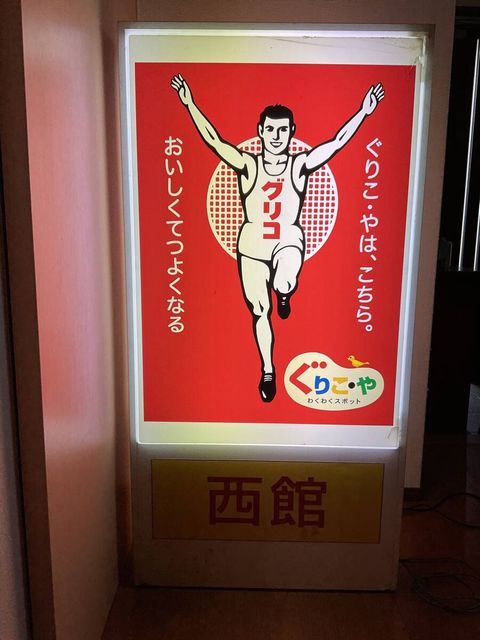 ぐりこ・やは、こちら。
グリコ
おいしくてつよくなる
ぐりこ・や
わくわくスポット
西館